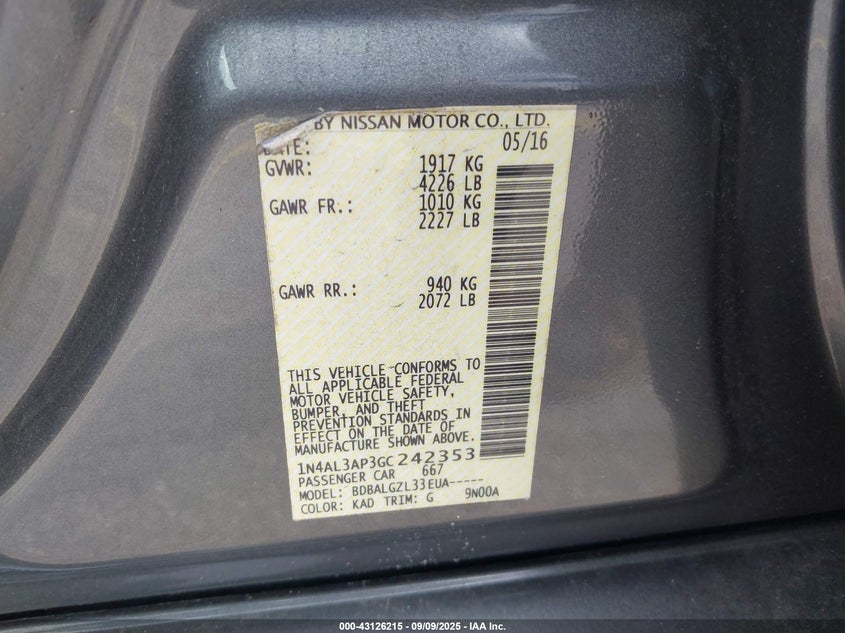 BY NISSAN MOTOR CO., LTD.
DATE: 05/16
GVWR: 1917 KG
4226 LB
GAWR FR.: 1010 KG
2227 LB
GAWR RR.: 940 KG
2072 LB
THIS VEHICLE CONFORMS TO
ALL APPLICABLE FEDERAL
MOTOR VEHICLE SAFETY,
BUMPER, AND THEFT
PREVENTION STANDARDS IN
EFFECT ON THE DATE OF
MANUFACTURE SHOWN ABOVE.
1N4AL3AP3GC242353
PASSENGER CAR 667
MODEL: BDBALGZL33EUA-----
COLOR: KAD TRIM: G 9N00A
000-43126215 - 09/09/2025 - IAA Inc.